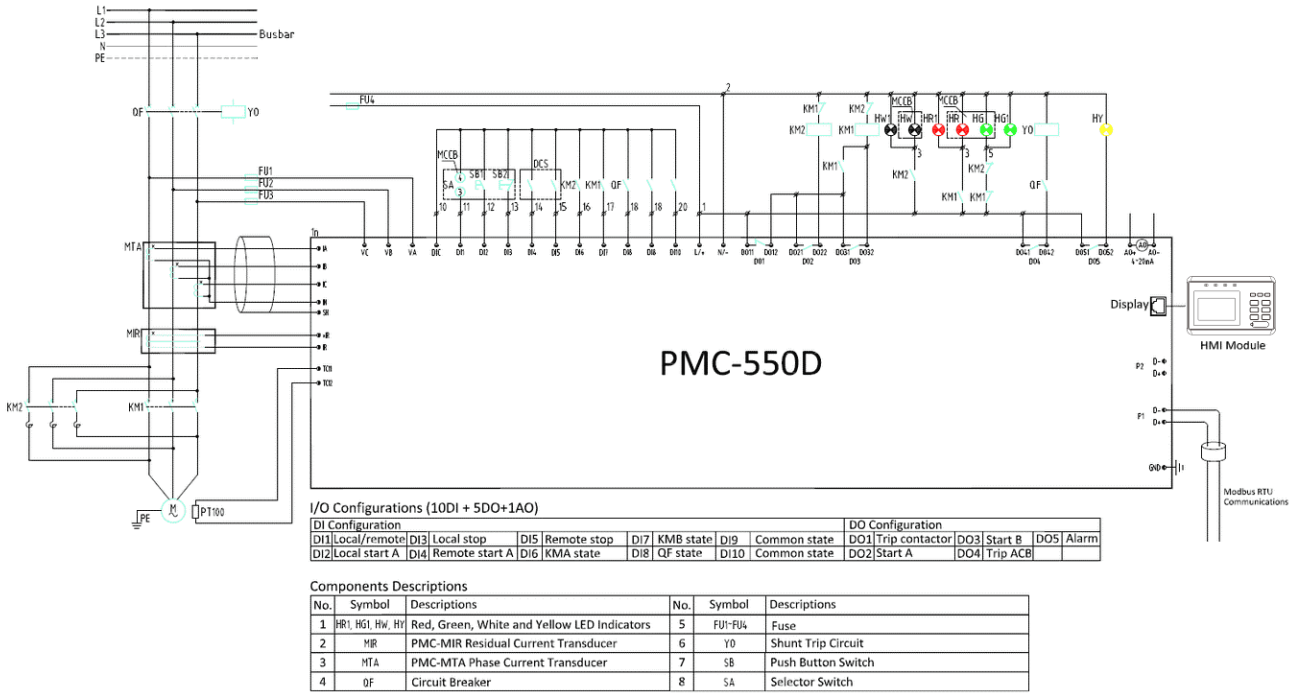 L1
L2
L3
Busbar
N
PE
2
FU4
QF
YO
KM1
KM2
MCCB
MCCB
HW1
HW
HR1
HR
HG
HG1
YO
HY
KM2
KM1
3
3
5
MCCB
DCS
FU1
SA
SB1
SB2
KM2
KM1
QF
KM1
KM2
KM2
QF
FU2
3
KM1
KM1
FU3
10
11
12
13
14
15
16
17
18
18
20
1
1n
MTA
IA
IB
IC
IN
SH
VC
VB
VA
DIC
DI1
DI2
DI3
DI4
DI5
DI6
DI7
DI8
DI10
L/+
N/-
DO11
DO12
DO1
DO21
DO22
DO2
DO31
DO32
DO3
DO41
DO42
DO4
DO51
DO52
DO5
AO+
AO
AO-
4-20mA
MIR
IR
TC01
TC02
Display
HMI Module
PMC-550D
P2
D-
D+
P1
D-
D+
GND
KM2
KM1
Modbus RTU
Communications
M
PE
PT100
I/O Configurations (10DI + 5DO+1AO)
DI Configuration
DO Configuration
DI1 Local/remote DI3 Local stop DI5 Remote stop DI7 KMB state DI9 Common state DO1 Trip contactor DO3 Start B DO5 Alarm
DI2 Local start A DI4 Remote start A DI6 KMA state DI8 QF state DI10 Common state DO2 Start A DO4 Trip ACB
Components Descriptions
No. Symbol Descriptions No. Symbol Descriptions
1 HR1, HG1, HW, HY Red, Green, White and Yellow LED Indicators 5 FU1-FU4 Fuse
2 MIR PMC-MIR Residual Current Transducer 6 YO Shunt Trip Circuit
3 MTA PMC-MTA Phase Current Transducer 7 SB Push Button Switch
4 QF Circuit Breaker 8 SA Selector Switch